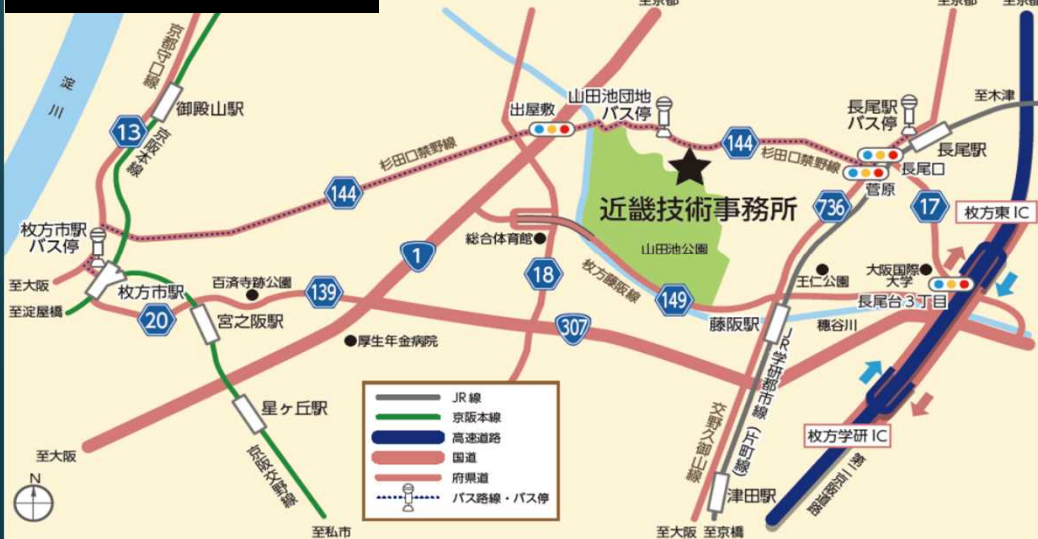 至京都
至京都
至京都
淀川
京都守口線
御殿山駅
13
京阪本線
出屋敷
山田池団地
バス停
長尾駅
バス停
至木津
杉田口禁野線
144
144
杉田口禁野線
長尾駅
長尾口
菅原
近畿技術事務所
736
17
枚方東IC
枚方市駅
バス停
総合体育館
山田池公園
1
18
枚方藤阪線
149
王仁公園
大阪国際
大学
長尾台3丁目
至大阪
枚方市駅
百済寺跡公園
139
至淀屋橋
20
宮之阪駅
307
藤阪駅
穂谷川
厚生年金病院
JR学研都市線(片町線)
星ヶ丘駅
JR線
京阪本線
高速道路
国道
府県道
バス路線・バス停
交野久御山線
枚方学研IC
至大阪
京阪交野線
第二京阪道路
津田駅
N
至私市
至大阪
至京橋